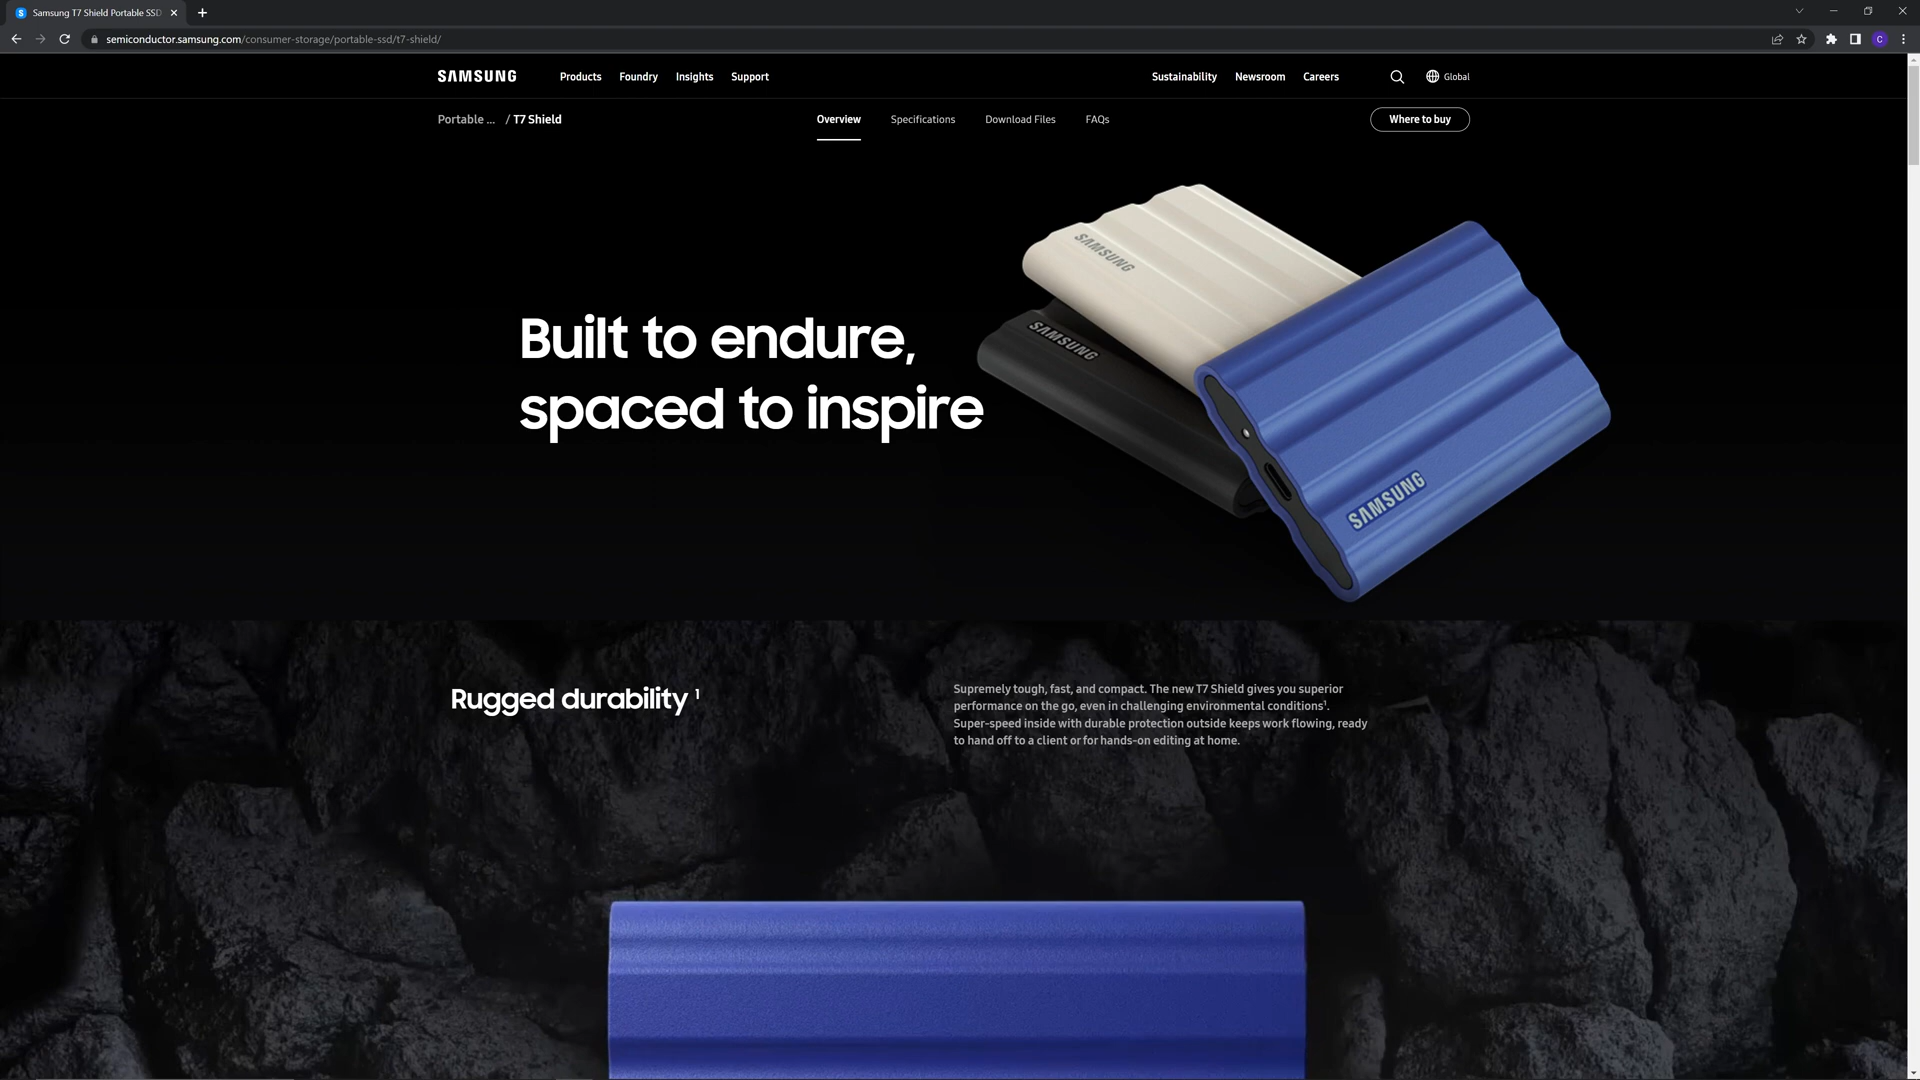 Samsung T7 Shield Portable SSD
semiconductor.samsung.com/consumer-storage/portable-ssd/t7-shield/
C
SAMSUNG
Products
Foundry
Insights
Support
Sustainability
Newsroom
Careers
Global
Portable ... / T7 Shield
Overview
Specifications
Download Files
FAQs
Where to buy
SAMSUNG
SAMSUNG
SAMSUNG
Built to endure,
spaced to inspire
Rugged durability 1
Supremely tough, fast, and compact. The new T7 Shield gives you superior
performance on the go, even in challenging environmental conditions1.
Super-speed inside with durable protection outside keeps work flowing, ready
to hand off to a client or for hands-on editing at home.